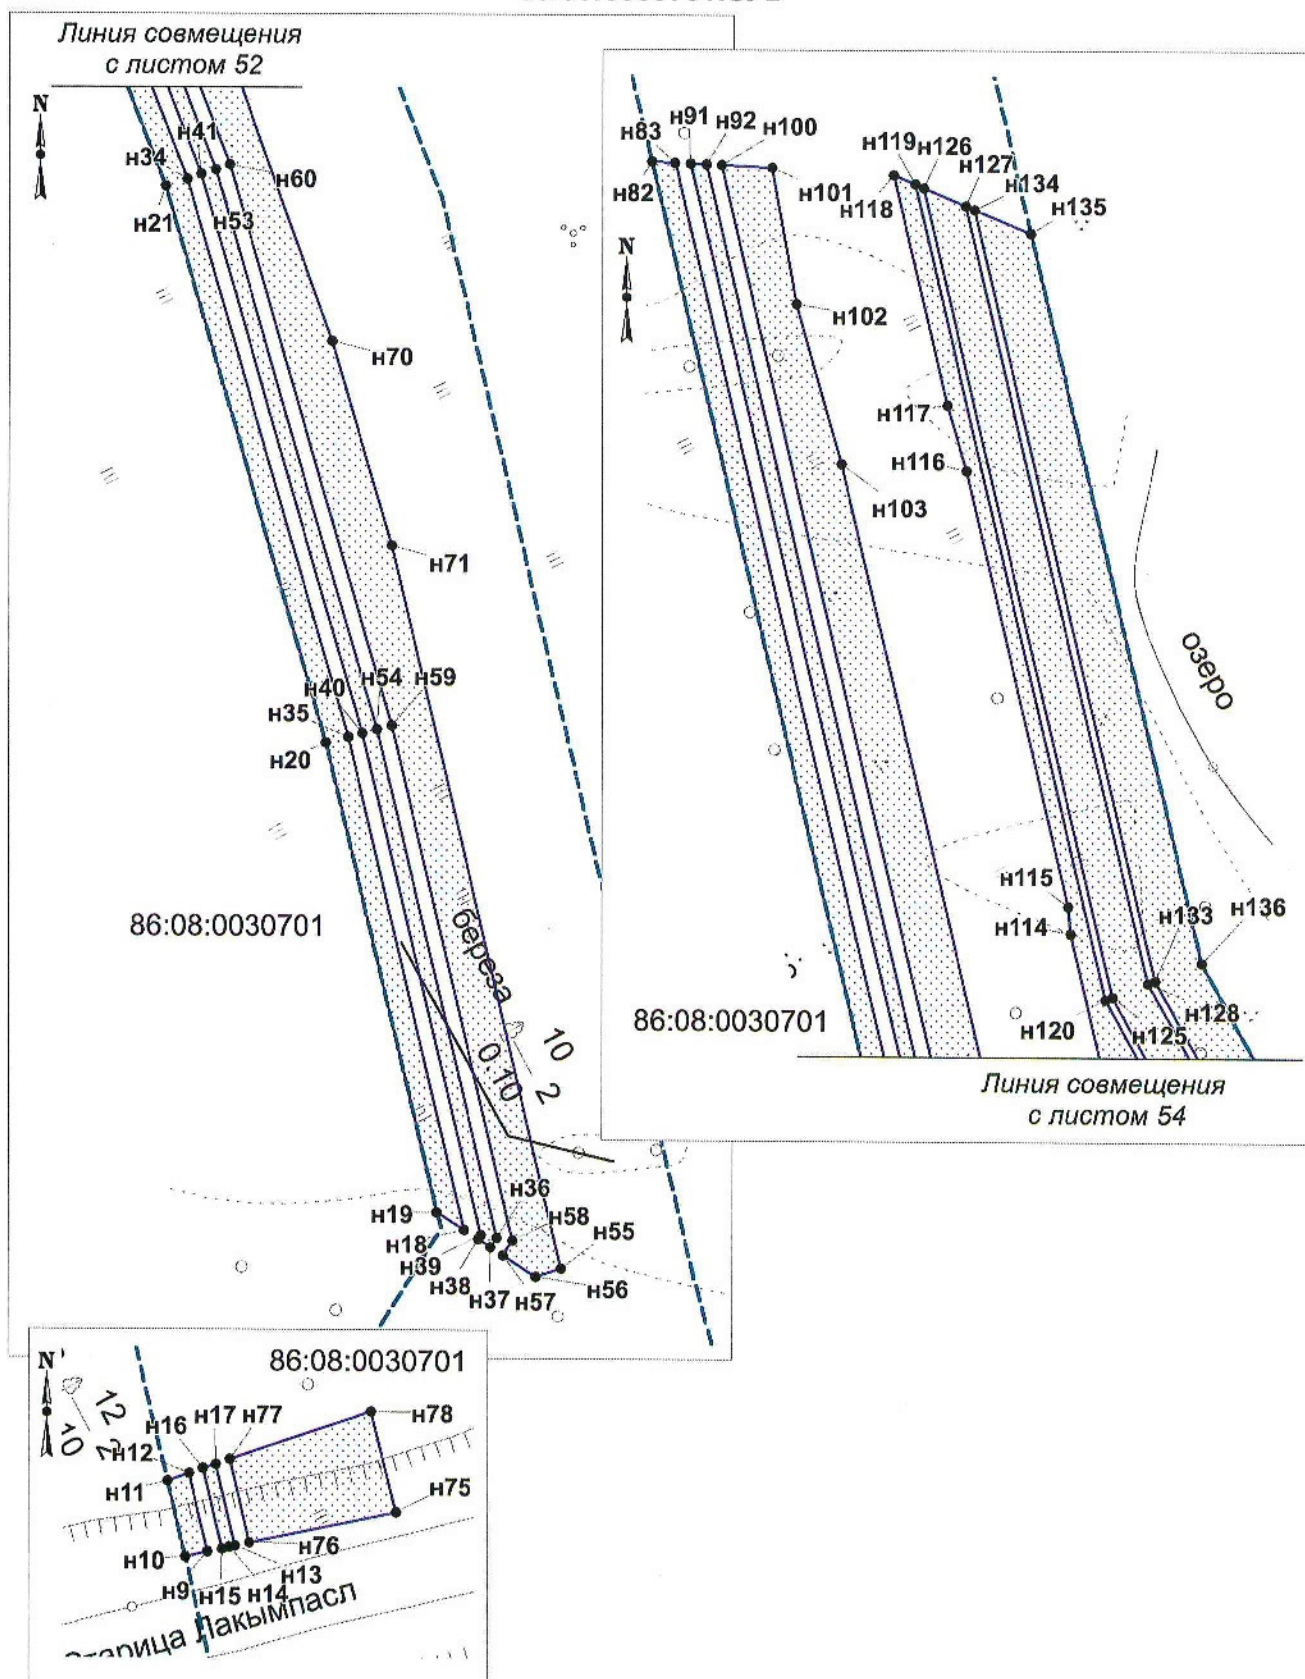 Линия совмещения
с листом 52
N
н34
н41
н60
н21
н53
н70
н71
н40
н54
н59
н35
н20
86:08:0030701
береза
10
0.10
2
н19
н36
н18
н58
н55
н39
н38
н37
н57
н56
н91
н92
н100
н83
н82
н101
н119
н126
н127
н134
н118
н135
N
н102
н117
н116
н103
озеро
н115
н133
н136
н114
86:08:0030701
н120
н125
н128
Линия совмещения
с листом 54
N
86:08:0030701
12
10
2
н16
н17
н77
н78
н12
н11
н75
н10
н76
н9
н15
н14
н13
Старица Лакымпасл